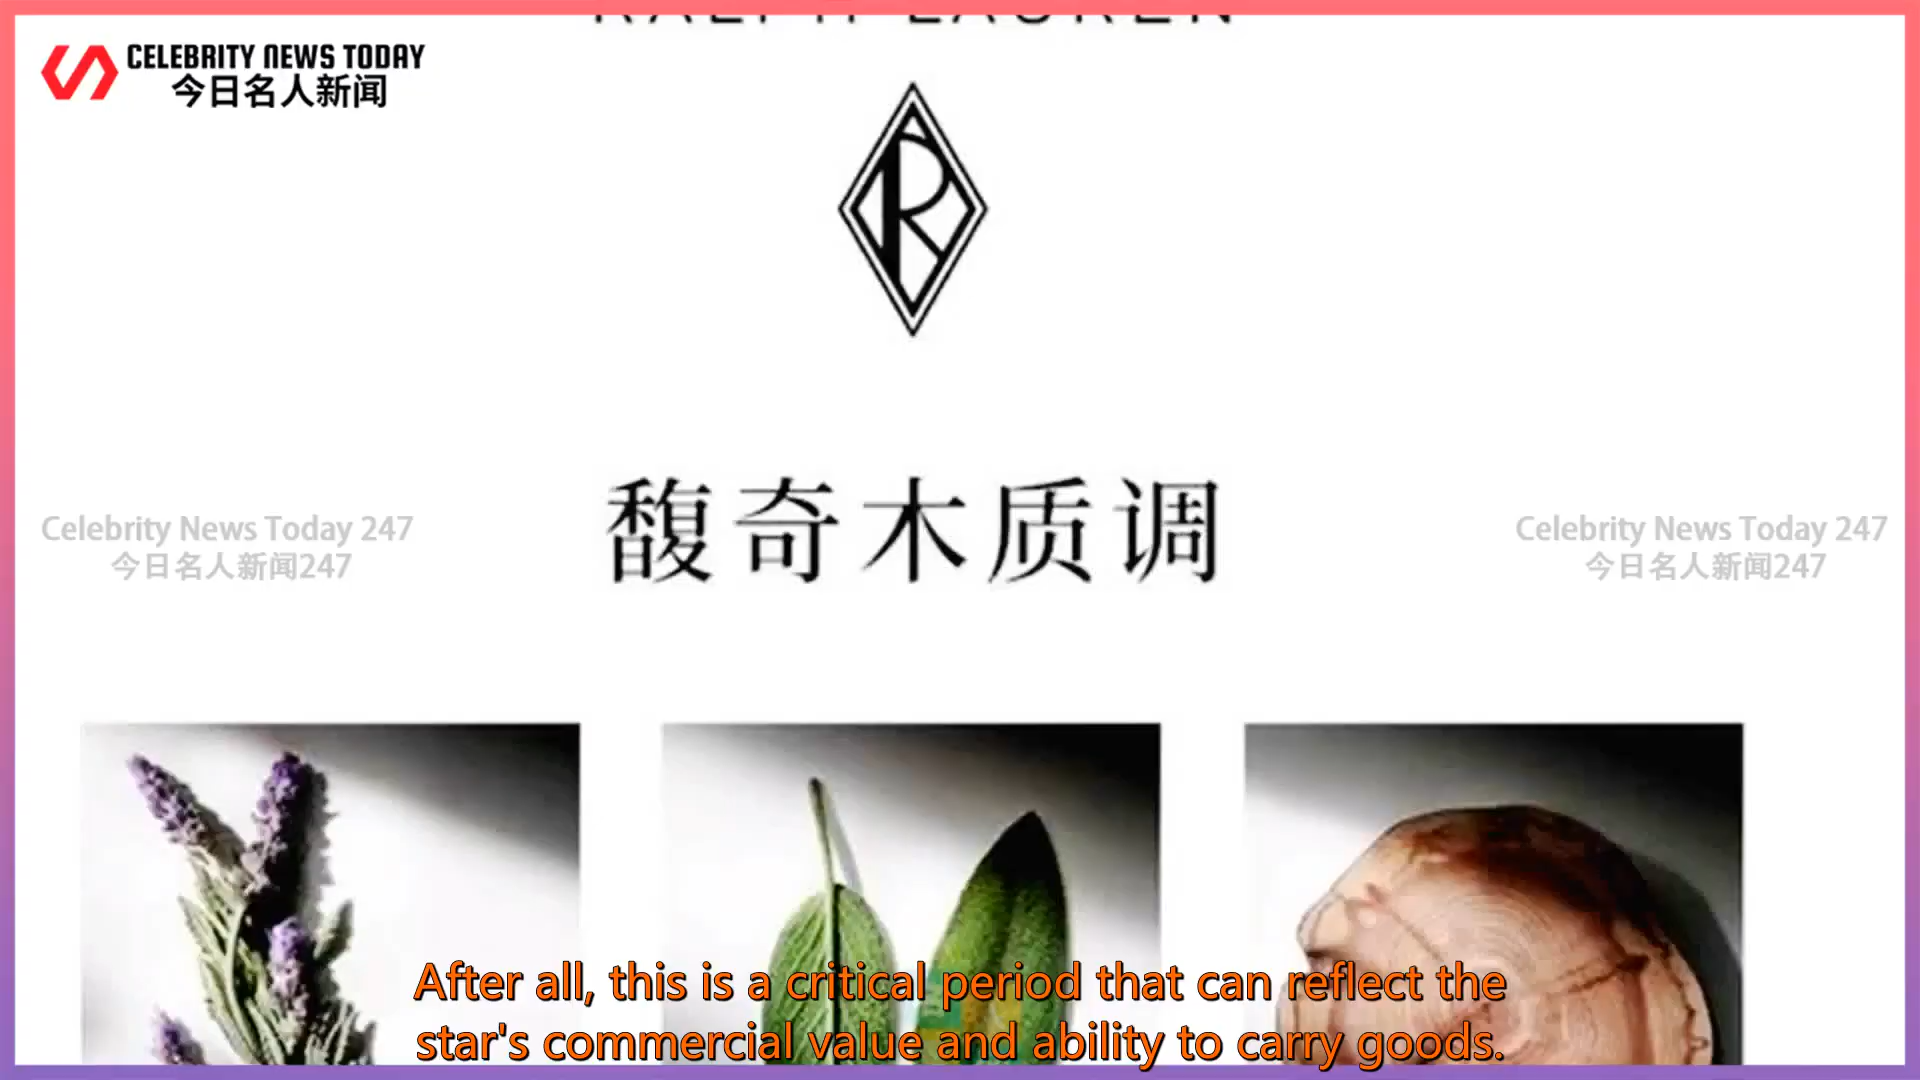 RALPH LAUREN
CELEBRITY NEWS TODAY
今日名人新闻
R
馥奇木质调
Celebrity News Today 247
今日名人新闻247
Celebrity News Today 247
今日名人新闻247
After all, this is a critical period that can reflect the
star's commercial value and ability to carry goods.